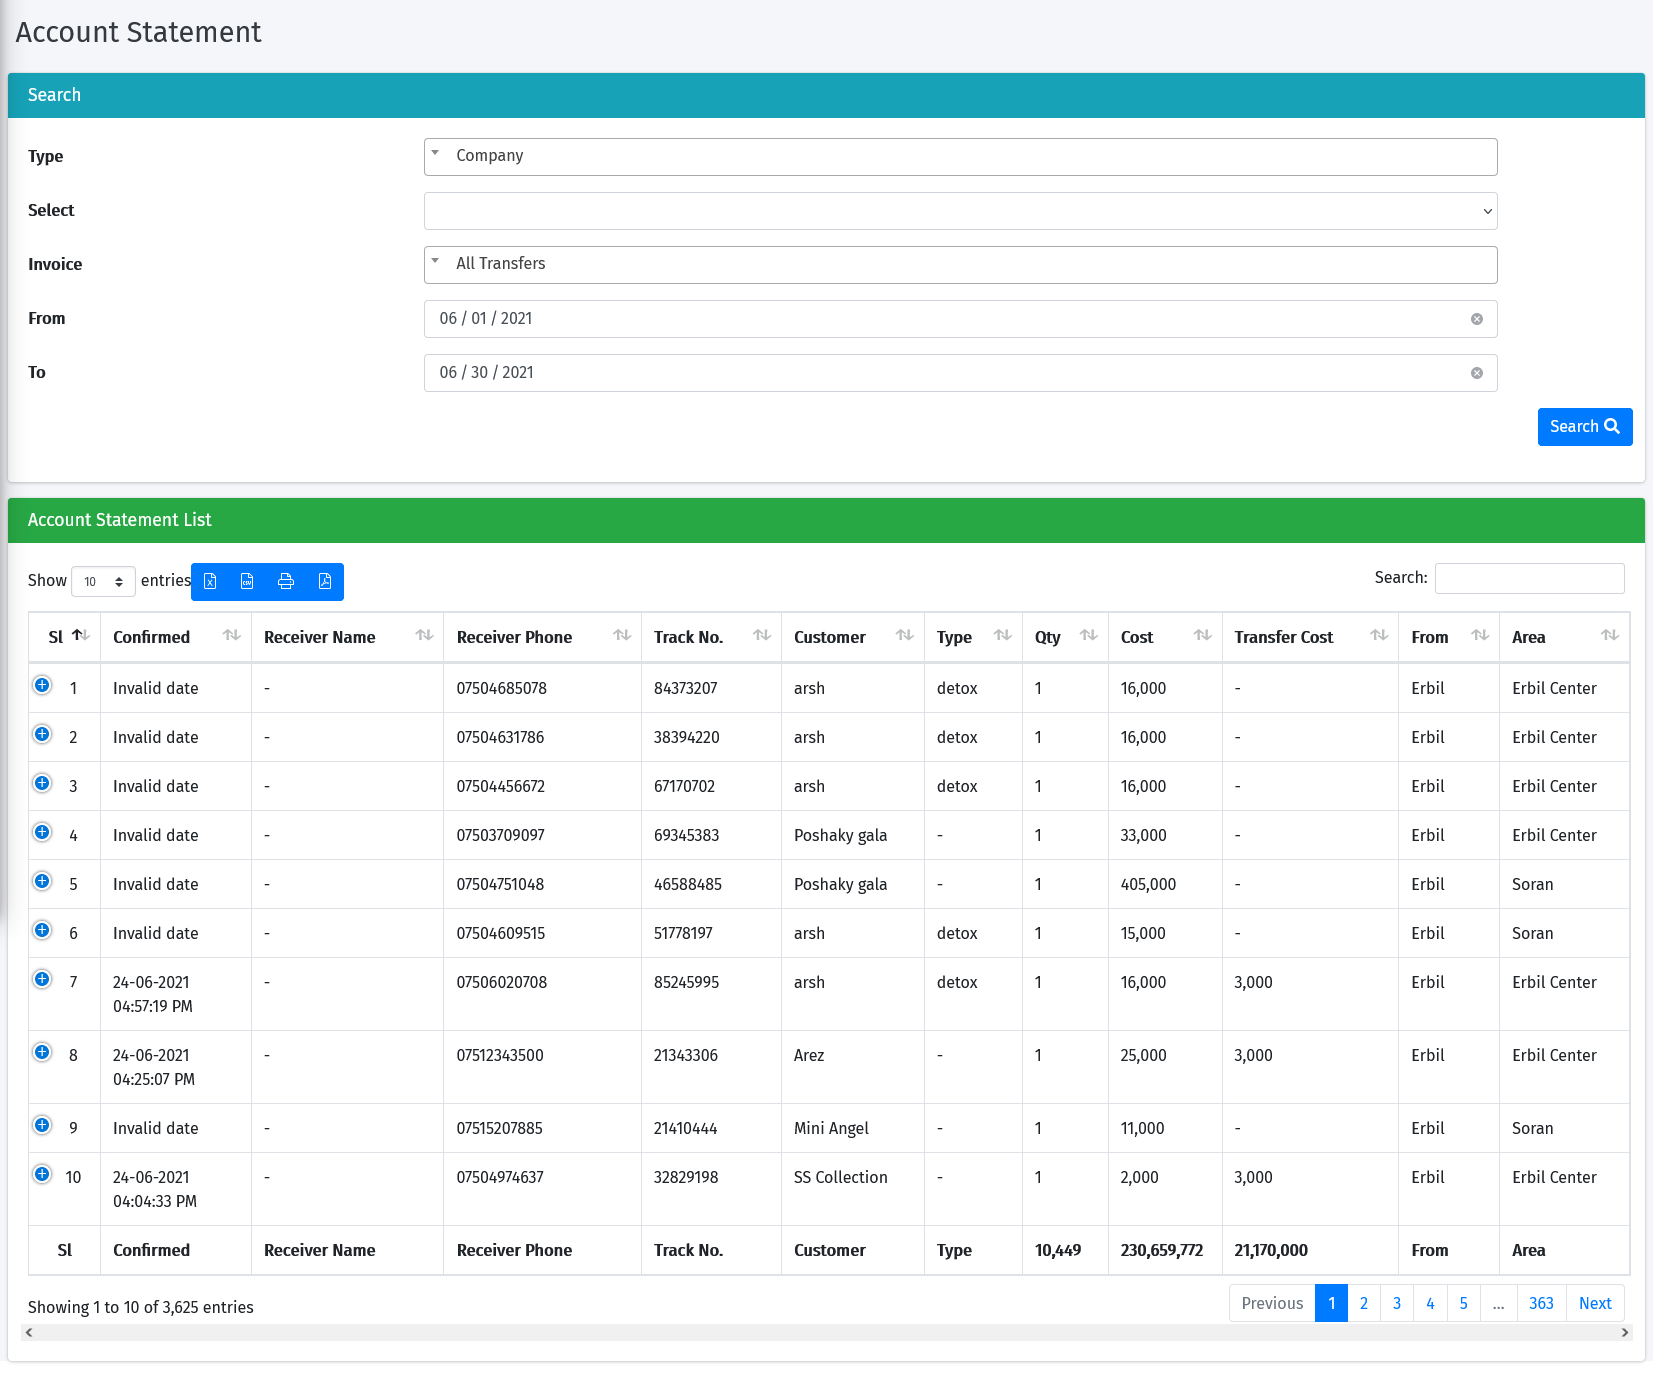 Account Statement
Search
Type Company
Select
Invoice All Transfers
From 06 / 01 / 2021
To 06 / 30 / 2021
Search
Account Statement List
Show 10 entries Search:
Sl Confirmed Receiver Name Receiver Phone Track No. Customer Type Qty Cost Transfer Cost From Area
1 Invalid date - 07504685078 84373207 arsh detox 1 16,000 - Erbil Erbil Center
2 Invalid date - 07504631786 38394220 arsh detox 1 16,000 - Erbil Erbil Center
3 Invalid date - 07504456672 67170702 arsh detox 1 16,000 - Erbil Erbil Center
4 Invalid date - 07503709097 69345383 Poshaky gala - 1 33,000 - Erbil Erbil Center
5 Invalid date - 07504751048 46588485 Poshaky gala - 1 405,000 - Erbil Soran
6 Invalid date - 07504609515 51778197 arsh detox 1 15,000 - Erbil Soran
7 24-06-2021 - 07506020708 85245995 arsh detox 1 16,000 3,000 Erbil Erbil Center
04:57:19 PM
8 24-06-2021 - 07512343500 21343306 Arez - 1 25,000 3,000 Erbil Erbil Center
04:25:07 PM
9 Invalid date - 07515207885 21410444 Mini Angel - 1 11,000 - Erbil Soran
10 24-06-2021 - 07504974637 32829198 SS Collection - 1 2,000 3,000 Erbil Erbil Center
04:04:33 PM
Sl Confirmed Receiver Name Receiver Phone Track No. Customer Type 10,449 230,659,772 21,170,000 From Area
Showing 1 to 10 of 3,625 entries Previous 1 2 3 4 5 … 363 Next